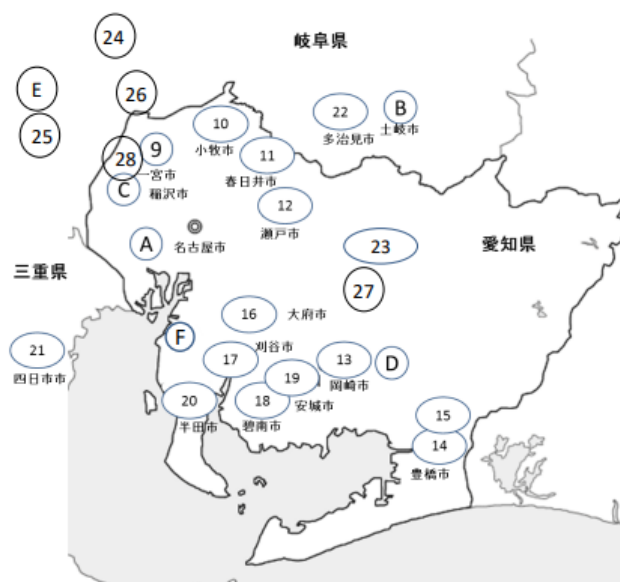 24
岐阜県
E
26
B
22
土岐市
10
多治見市
25
小牧市
9
11
28
一宮市
春日井市
C
稲沢市
12
瀬戸市
A
名古屋市
23
愛知県
三重県
27
16
大府市
F
刈谷市
21
17
13
D
四日市市
19
岡崎市
20
18
安城市
半田市
碧南市
15
14
豊橋市